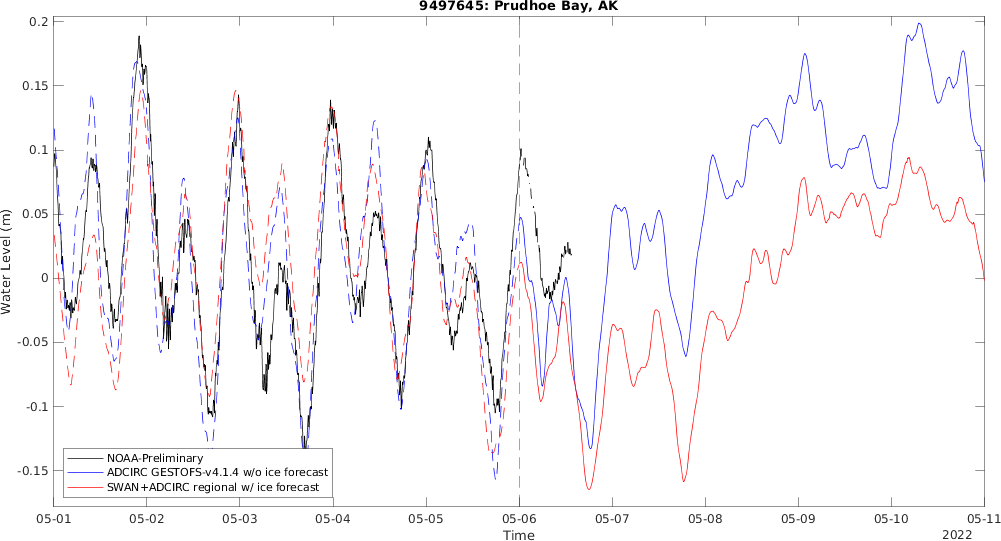 9497645: Prudhoe Bay, AK
0.2
0.15
0.1
0.05
0
-0.05
-0.1
-0.15
Water Level (m)
NOAA-Preliminary
ADCIRC GESTOFS-v4.1.4 w/o ice forecast
SWAN+ADCIRC regional w/ ice forecast
05-01 05-02 05-03 05-04 05-05 05-06 05-07 05-08 05-09 05-10 05-11
Time
2022